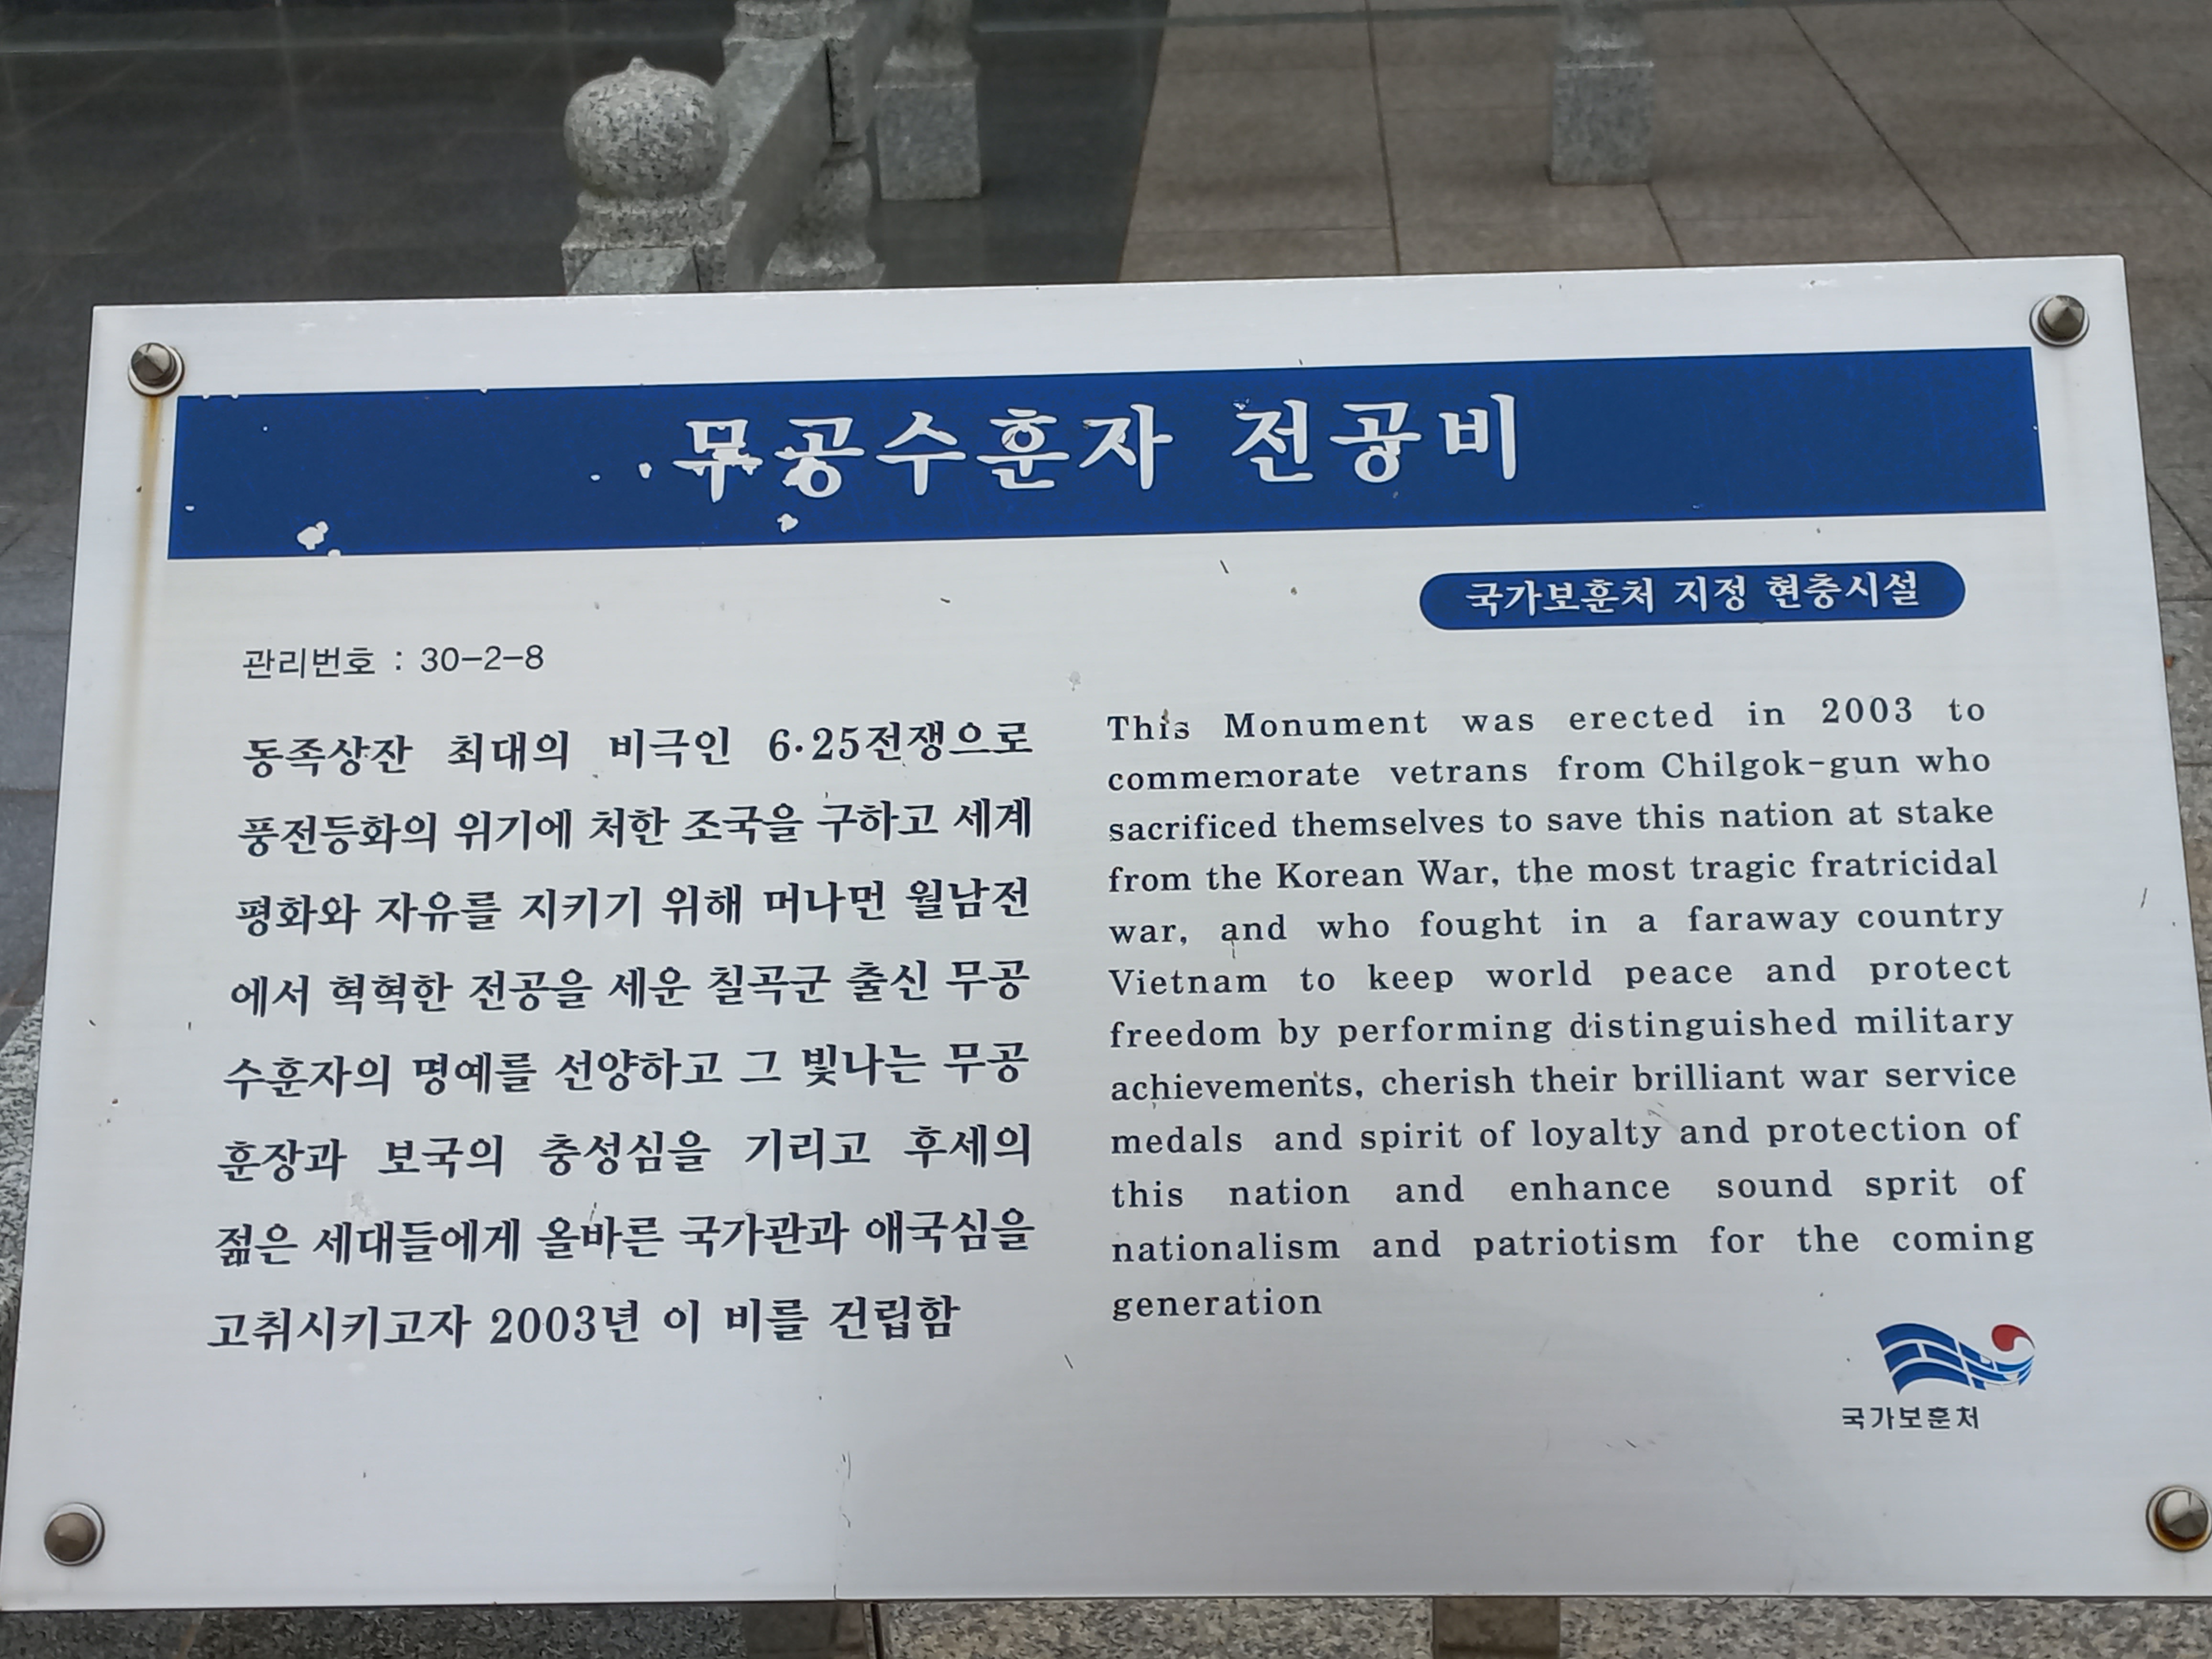 무공수훈자 전공비
국가보훈처 지정 현충시설
관리번호 : 30-2-8
동족상잔 최대의 비극인 6·25전쟁으로
풍전등화의 위기에 처한 조국을 구하고 세계
평화와 자유를 지키기 위해 머나먼 월남전
에서 혁혁한 전공을 세운 칠곡군 출신 무공
수훈자의 명예를 선양하고 그 빛나는 무공
훈장과 보국의 충성심을 기리고 후세의
젊은 세대들에게 올바른 국가관과 애국심을
고취시키고자 2003년 이 비를 건립함
This Monument was erected in 2003 to
commemorate vetrans from Chilgok-gun who
sacrificed themselves to save this nation at stake
from the Korean War, the most tragic fratricidal
war, and who fought in a faraway country
Vietnam to keep world peace and protect
freedom by performing distinguished military
achievements, cherish their brilliant war service
medals and spirit of loyalty and protection of
this nation and enhance sound sprit of
nationalism and patriotism for the coming
generation
국가보훈처